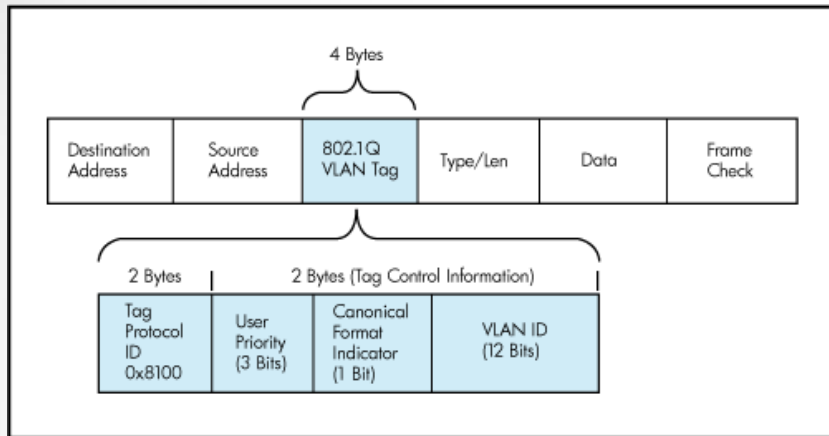 4 Bytes
Destination
Address
Source
Address
802.1Q
VLAN Tag
Type/Len
Data
Frame
Check
2 Bytes
2 Bytes (Tag Control Information)
Tag
Protocol
ID
0x8100
User
Priority
(3 Bits)
Canonical
Format
Indicator
(1 Bit)
VLAN ID
(12 Bits)